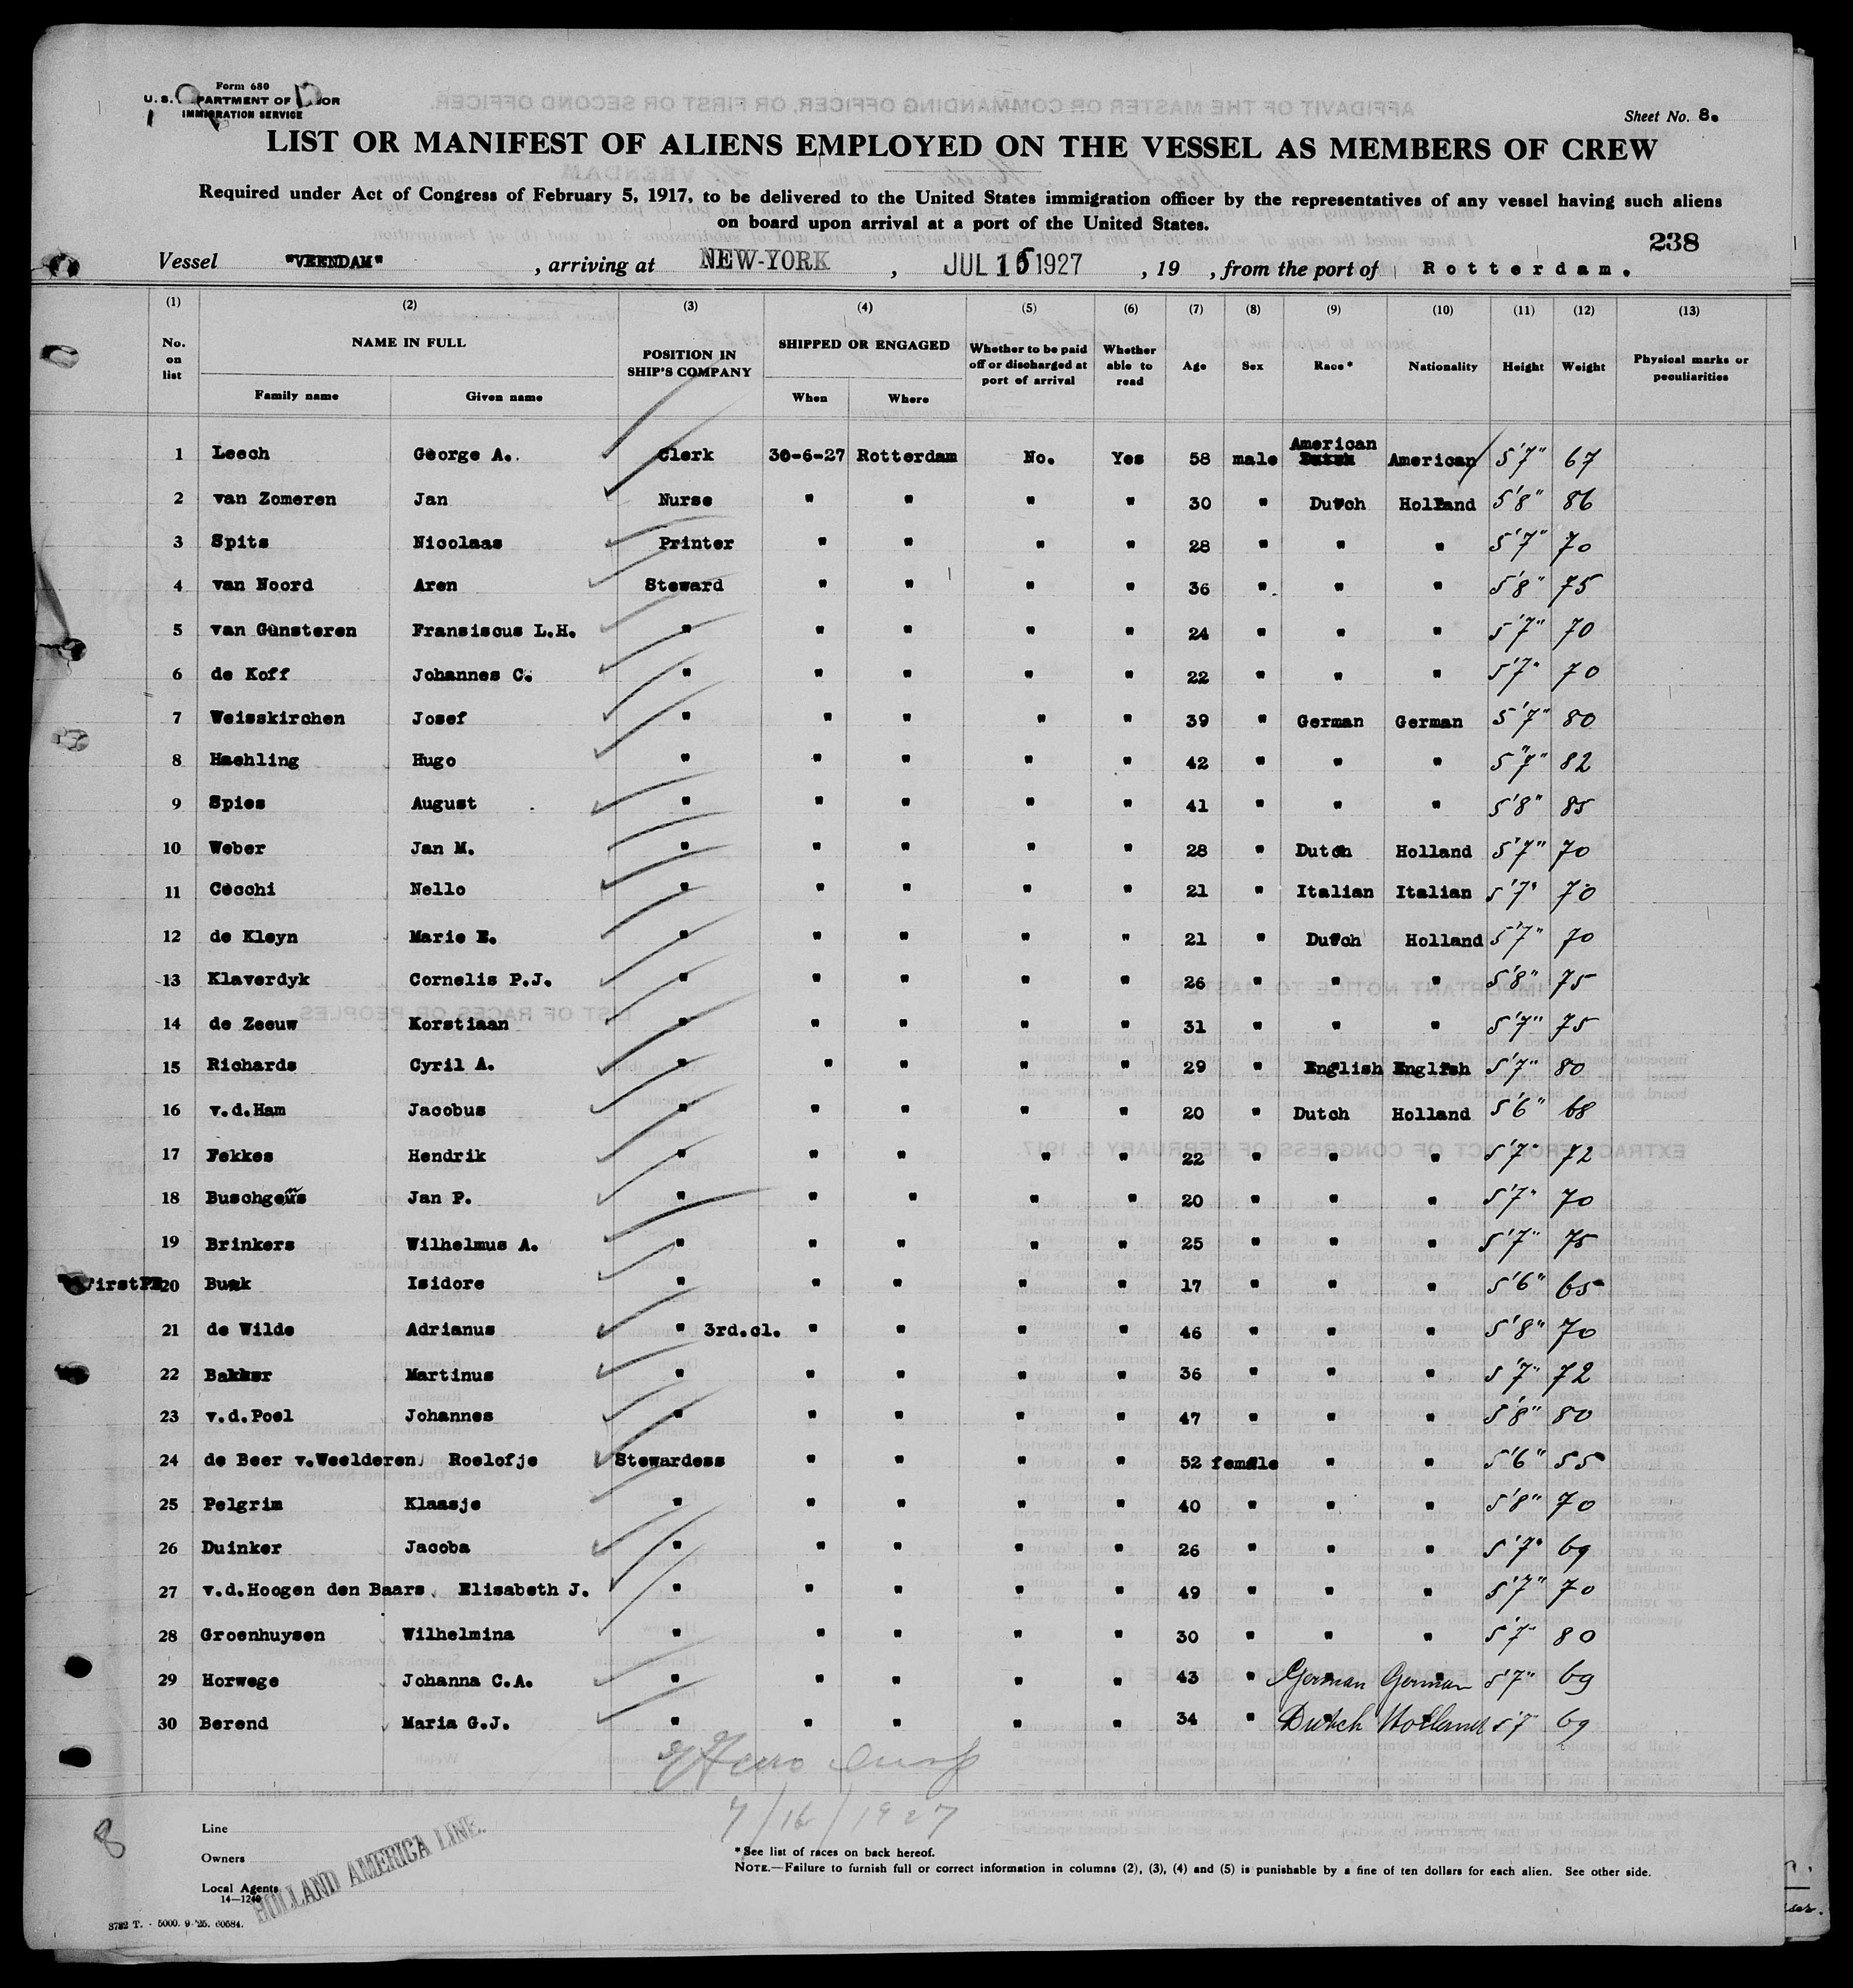 Form 680
U. S. DEPARTMENT OF LABOR
IMMIGRATION SERVICE
Sheet No. 8.
LIST OR MANIFEST OF ALIENS EMPLOYED ON THE VESSEL AS MEMBERS OF CREW
Required under Act of Congress of February 5, 1917, to be delivered to the United States immigration officer by the representatives of any vessel having such aliens
on board upon arrival at a port of the United States.
238
Vessel "VEENDAM" , arriving at NEW-YORK , JUL 16 1927 , 19 , from the port of Rotterdam.
(1) (2) (3) (4) (5) (6) (7) (8) (9) (10) (11) (12) (13)
No. on list NAME IN FULL Family name Given name POSITION IN SHIP'S COMPANY SHIPPED OR ENGAGED When Where Whether to be paid off or discharged at port of arrival Whether able to read Age Sex Race* Nationality Height Weight Physical marks or peculiarities
1 Leech George A. Clerk 30-6-27 Rotterdam No. Yes 58 male American Dutch American 5'7" 67
2 van Zomeren Jan Nurse " " " " 30 " Dutch Holland 5'8" 86
3 Spits Nicolaas Printer " " " " 28 " " " 5'7" 70
4 van Noord Aren Steward " " " " 36 " " " 5'8" 75
5 van Günsteren Fransiscus L.H. " " " " " 24 " " " 5'7" 70
6 de Koff Johannes C. " " " " " 22 " " " 5'7" 70
7 Weisskirchen Josef " " " " " 39 " German German 5'7" 80
8 Haehling Hugo " " " " " 42 " " " 5'7" 82
9 Spies August " " " " " 41 " " " 5'8" 85
10 Weber Jan M. " " " " " 28 " Dutch Holland 5'7" 70
11 Cecchi Nello " " " " " 21 " Italian Italian 5'7" 70
12 de Kleyn Marie E. " " " " " 21 " Dutch Holland 5'7" 70
13 Klaverdyk Cornelis P.J. " " " " " 26 " " " 5'8" 75
14 de Zeeuw Korstiaan " " " " " 31 " " " 5'7" 75
15 Richards Cyril A. " " " " " 29 " English English 5'7" 80
16 v.d.Ham Jacobus " " " " " 20 " Dutch Holland 5'6" 68
17 Fekkes Hendrik " " " " " 22 " " " 5'7" 72
18 Buschgens Jan P. " " " " " 20 " " " 5'7" 70
19 Brinkers Wilhelmus A. " " " " " 25 " " " 5'7" 75
First 20 Buak Isidore " " " " " 17 " " " 5'6" 65
21 de Wilde Adrianus " 3rd.cl. " " " " 46 " " " 5'8" 70
22 Bakker Martinus " " " " " 36 " " " 5'7" 72
23 v.d.Poel Johannes " " " " " 47 " " " 5'8" 80
24 de Beer v.Weelderen Roelofje Stewardess " " " " 52 female " " 5'6" 55
25 Pelgrim Klaasje " " " " " 40 " " " 5'8" 70
26 Duinker Jacoba " " " " " 26 " " " 5'7" 69
27 v.d.Hoogen den Baars Elisabeth J. " " " " " 49 " " " 5'7" 70
28 Groenhuysen Wilhelmina " " " " " 30 " " " 5'7" 80
29 Horwege Johanna C.A. " " " " " 43 " German German 5'7" 69
30 Berend Maria G.J. " " " " " 34 " Dutch Holland 5'7 69
7/16/1927
8
Line
Owners
Local Agents
HOLLAND AMERICA LINE.
14—1240
* See list of races on back hereof.
NOTE.—Failure to furnish full or correct information in columns (2), (3), (4) and (5) is punishable by a fine of ten dollars for each alien. See other side.
3782 T. - 5000. 9-'25. 60584.